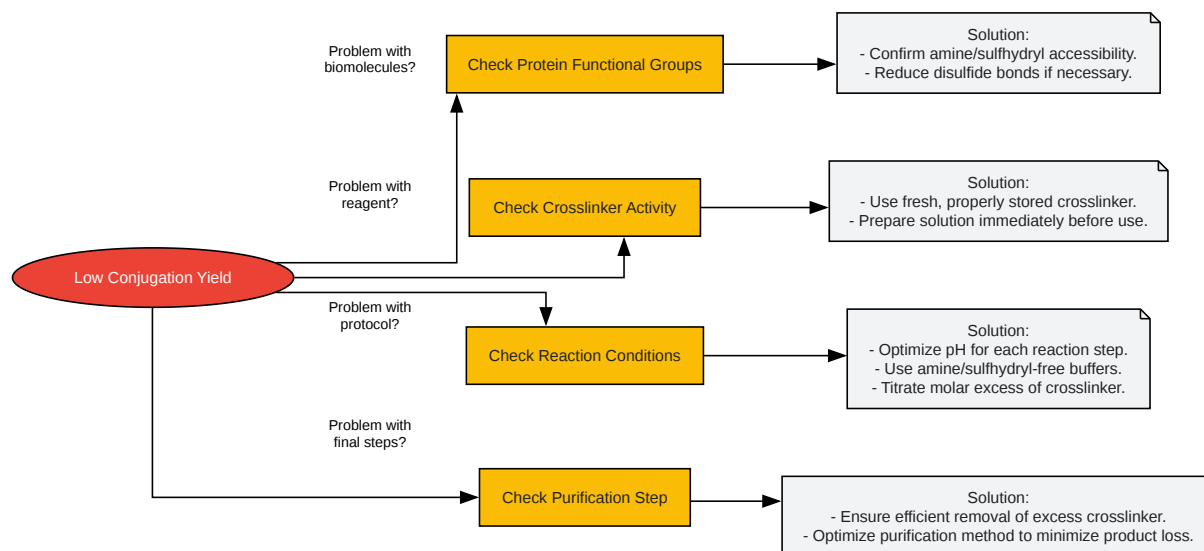 Problem with
biomolecules?
Check Protein Functional Groups
Solution:
- Confirm amine/sulfhydryl accessibility.
- Reduce disulfide bonds if necessary.
Problem with
reagent?
Check Crosslinker Activity
Solution:
- Use fresh, properly stored crosslinker.
- Prepare solution immediately before use.
Low Conjugation Yield
Problem with
protocol?
Check Reaction Conditions
Solution:
- Optimize pH for each reaction step.
- Use amine/sulfhydryl-free buffers.
- Titrate molar excess of crosslinker.
Problem with
final steps?
Check Purification Step
Solution:
- Ensure efficient removal of excess crosslinker.
- Optimize purification method to minimize product loss.